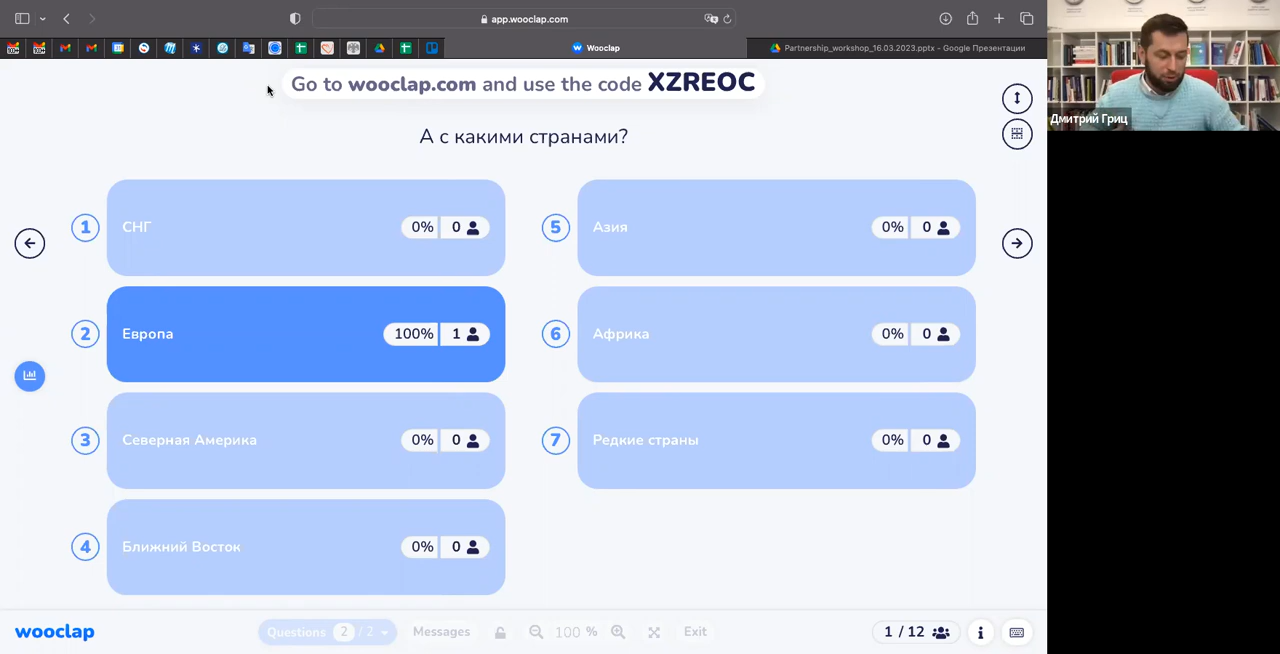 app.wooclap.com
Wooclap
Partnership_workshop_16.03.2023.pptx - Google Презентации
Go to wooclap.com and use the code XZREOC
А с какими странами?
1 СНГ 0% 0
2 Европа 100% 1
3 Северная Америка 0% 0
4 Ближний Восток 0% 0
5 Азия 0% 0
6 Африка 0% 0
7 Редкие страны 0% 0
wooclap
Questions 2 / 2
Messages
100 %
Exit
1 / 12
Дмитрий Гриц